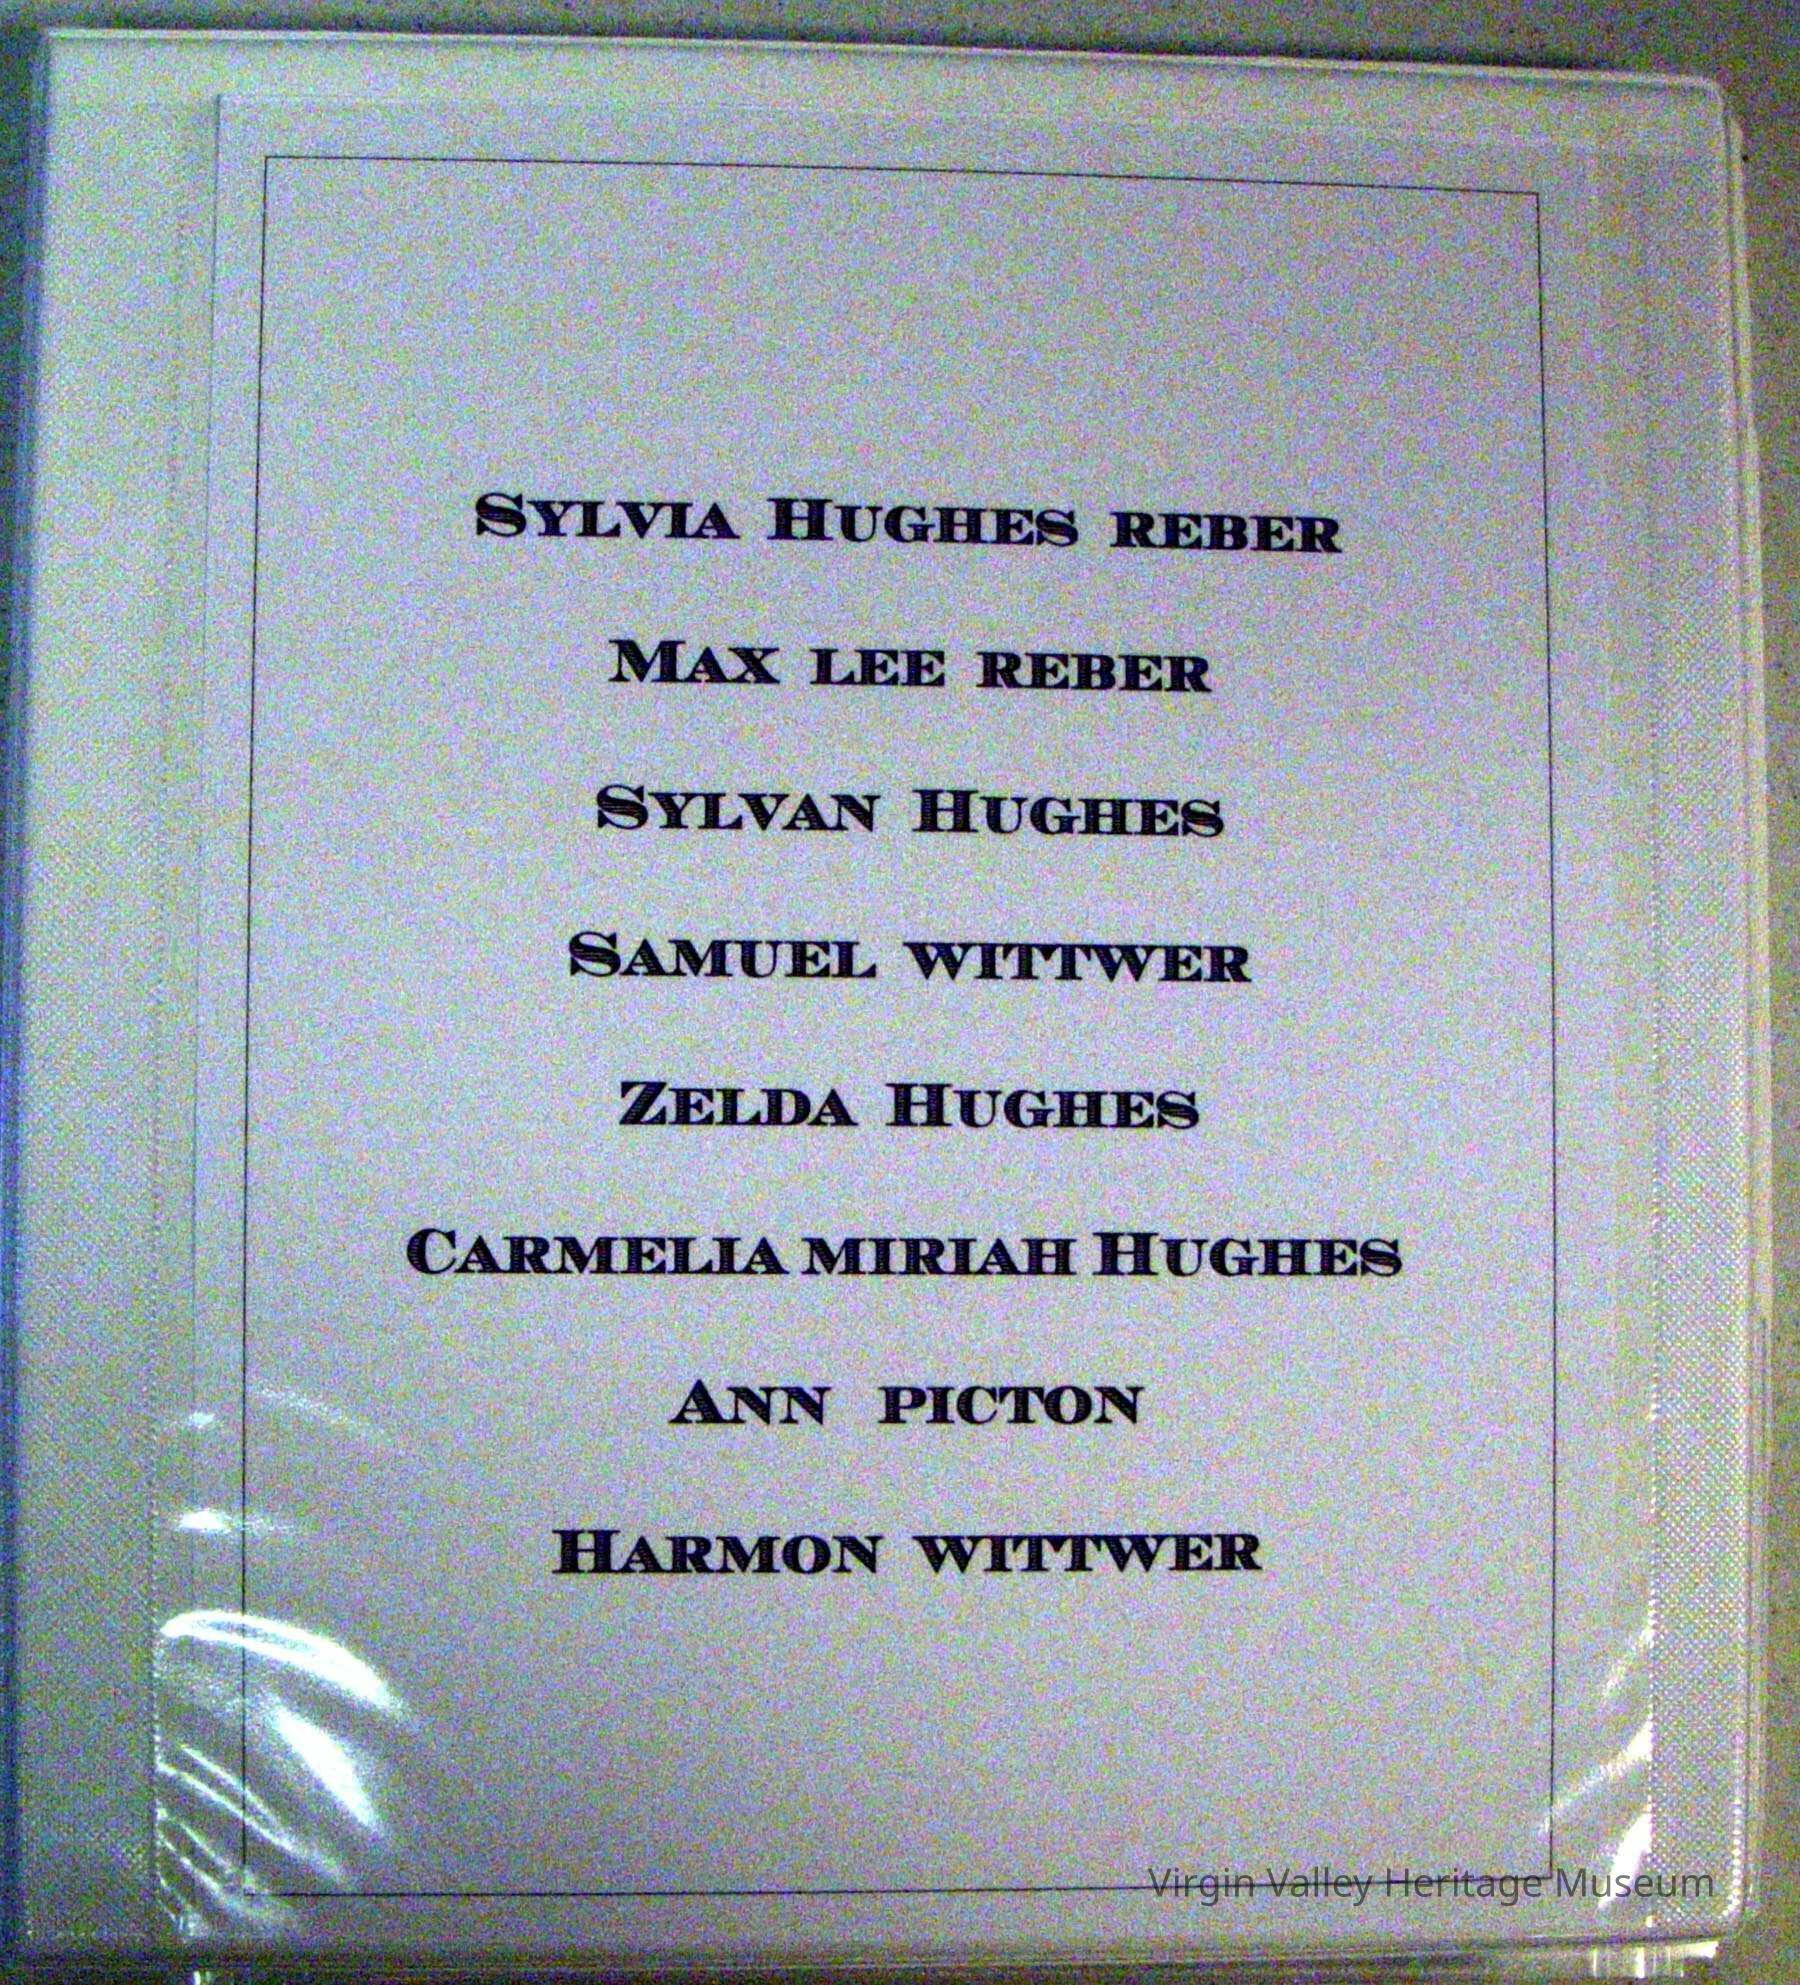 Sylvia Hughes reber
Max lee reber
Sylvan Hughes
Samuel wittwer
Zelda Hughes
Carmelia miriah Hughes
Ann picton
Harmon wittwer
Virgin Valley Heritage Museum